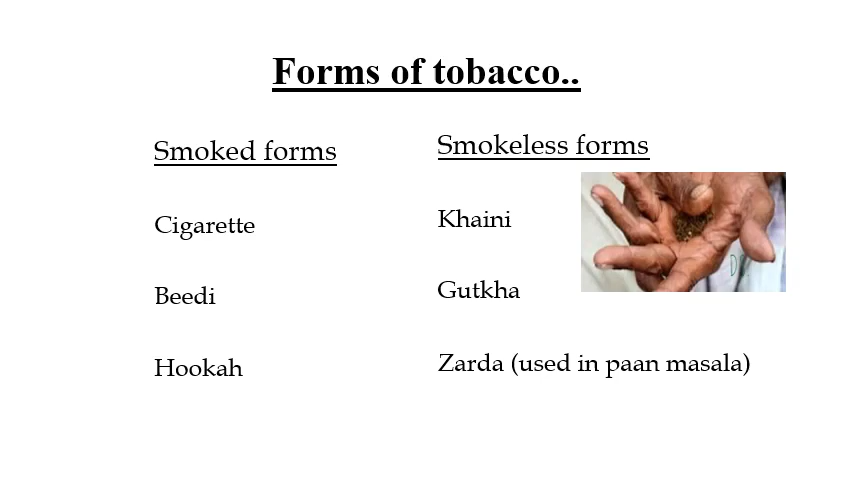 Forms of tobacco..
Smoked forms
Cigarette
Beedi
Hookah
Smokeless forms
Khaini
Gutkha
Zarda (used in paan masala)